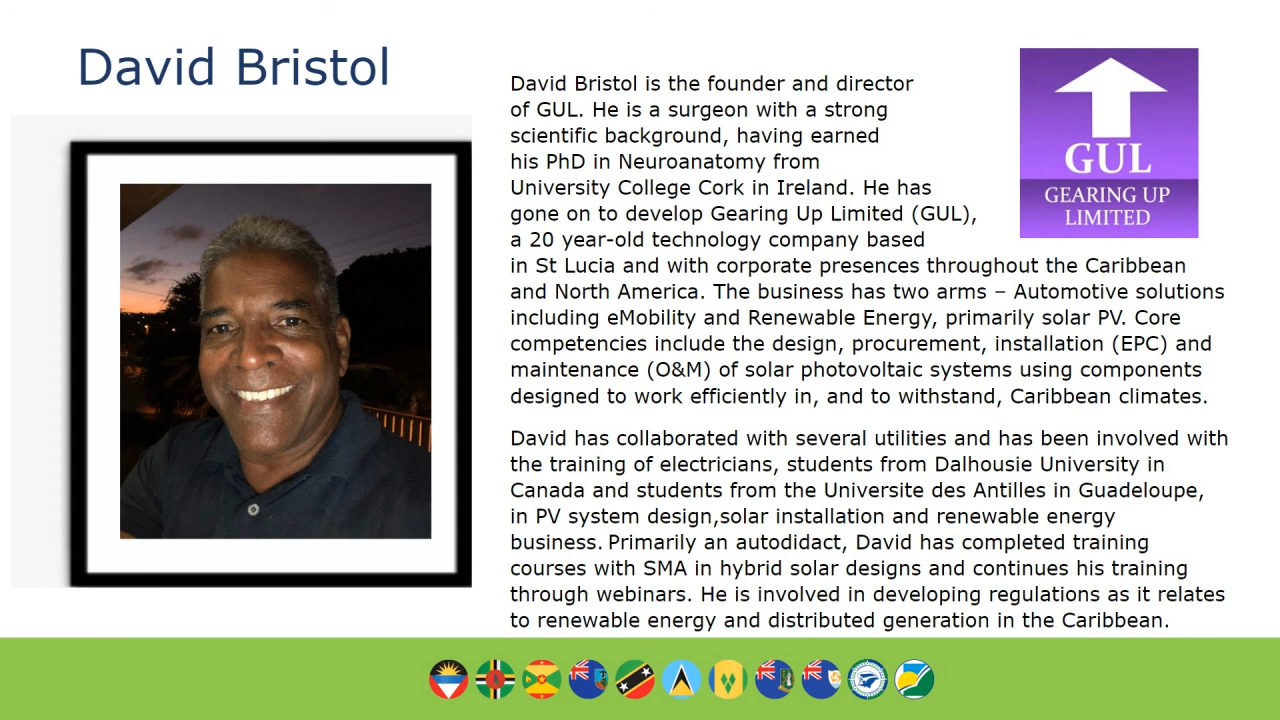 David Bristol
David Bristol is the founder and director
of GUL. He is a surgeon with a strong
scientific background, having earned
his PhD in Neuroanatomy from
University College Cork in Ireland. He has
gone on to develop Gearing Up Limited (GUL),
a 20 year-old technology company based
in St Lucia and with corporate presences throughout the Caribbean
and North America. The business has two arms – Automotive solutions
including eMobility and Renewable Energy, primarily solar PV. Core
competencies include the design, procurement, installation (EPC) and
maintenance (O&M) of solar photovoltaic systems using components
designed to work efficiently in, and to withstand, Caribbean climates.
David has collaborated with several utilities and has been involved with
the training of electricians, students from Dalhousie University in
Canada and students from the Universite des Antilles in Guadeloupe,
in PV system design,solar installation and renewable energy
business. Primarily an autodidact, David has completed training
courses with SMA in hybrid solar designs and continues his training
through webinars. He is involved in developing regulations as it relates
to renewable energy and distributed generation in the Caribbean.
GUL
GEARING UP
LIMITED